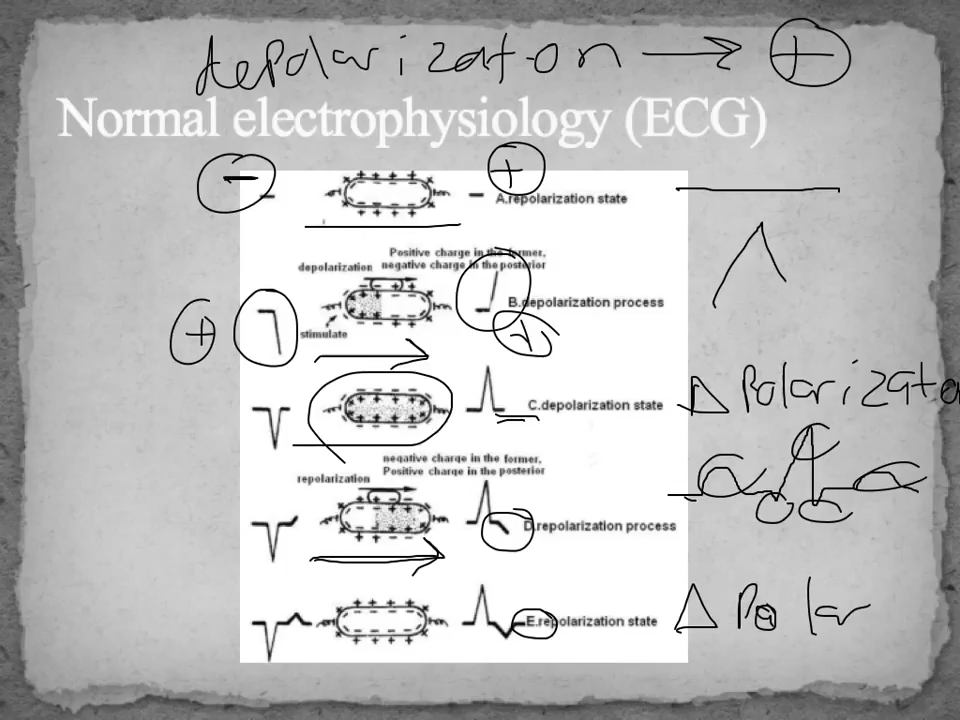 depolarization → +
Normal electrophysiology (ECG)
− +
A.repolarization state
Positive charge in the former,
depolarization negative charge in the posterior
B.depolarization process
+
stimulate
Δ Polarizato
C.depolarization state
negative charge in the former,
Positive charge in the posterior
repolarization
D.repolarization process
E.repolarization state
Δ Polar